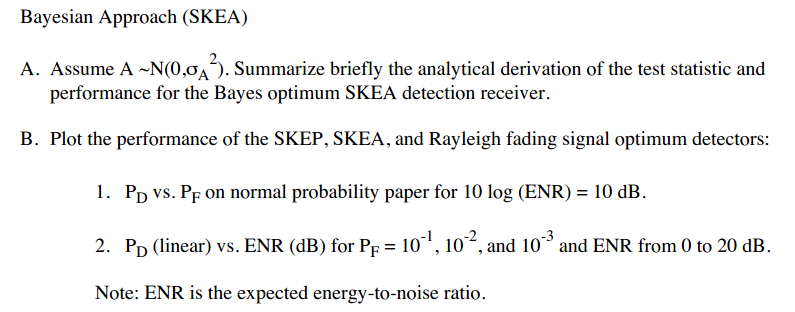 Bayesian Approach (SKEA)
A. Assume A ~N(0,σ_A²). Summarize briefly the analytical derivation of the test statistic and
performance for the Bayes optimum SKEA detection receiver.
B. Plot the performance of the SKEP, SKEA, and Rayleigh fading signal optimum detectors:
1. P_D vs. P_F on normal probability paper for 10 log (ENR) = 10 dB.
2. P_D (linear) vs. ENR (dB) for P_F = 10⁻¹, 10⁻², and 10⁻³ and ENR from 0 to 20 dB.
Note: ENR is the expected energy-to-noise ratio.